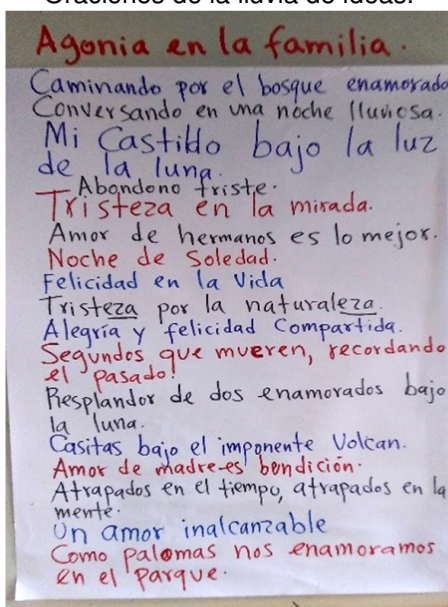 Oraciones de la lluvia de ideas.
Agonia en la familia.
Caminando por el bosque enamorado
Conversando en una noche lluviosa.
Mi Castillo bajo la luz
de la luna.
Abandono triste.
Tristeza en la mirada.
Amor de hermanos es lo mejor.
Noche de Soledad.
Felicidad en la Vida
Tristeza por la naturaleza.
Alegría y felicidad Compartida.
Segundos que mueren, recordando
el pasado!
Resplandor de dos enamorados bajo
la luna.
Casitas bajo el imponente Volcan.
Amor de madre es bendición.
Atrapados en el tiempo, atrapados en la
mente.
Un amor inalcanzable
Como palomas nos enamoramos
en el parque.